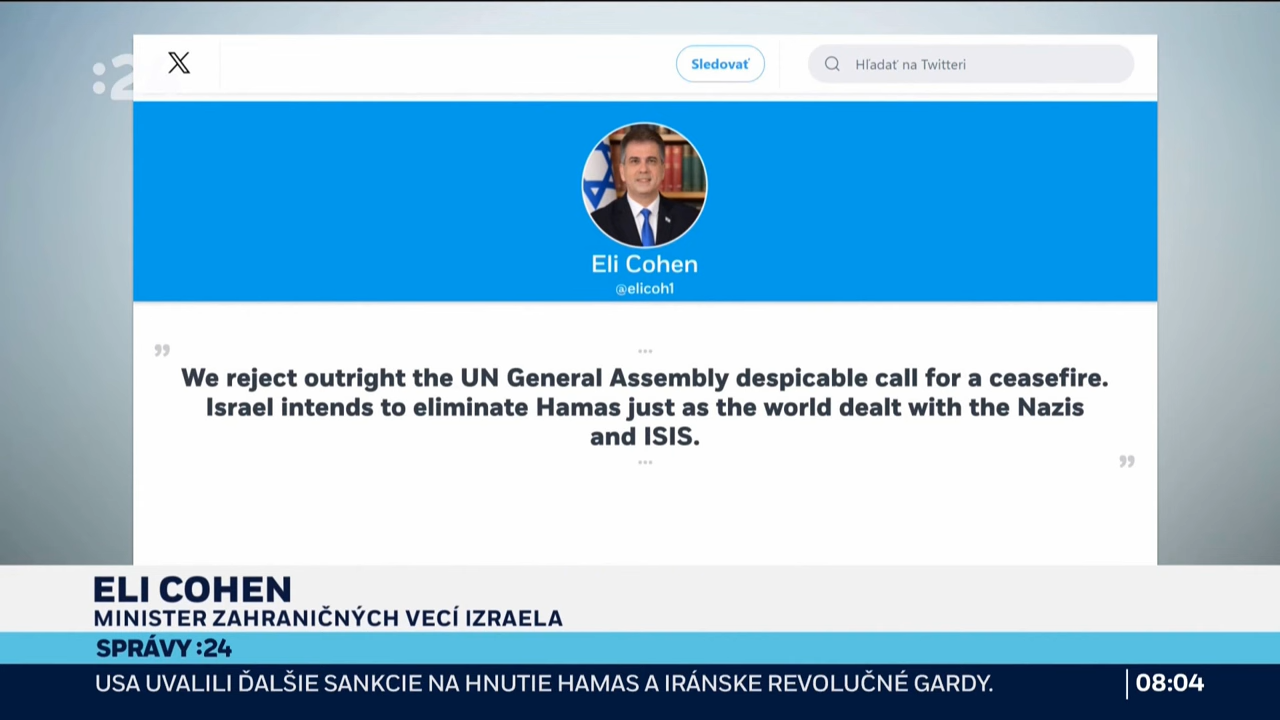 :24
X
Sledovať
Hľadať na Twitteri
Eli Cohen
@elicoh1
We reject outright the UN General Assembly despicable call for a ceasefire.
Israel intends to eliminate Hamas just as the world dealt with the Nazis
and ISIS.
ELI COHEN
MINISTER ZAHRANIČNÝCH VECÍ IZRAELA
SPRÁVY :24
USA UVALILI ĎALŠIE SANKCIE NA HNUTIE HAMAS A IRÁNSKE REVOLUČNÉ GARDY.
08:04